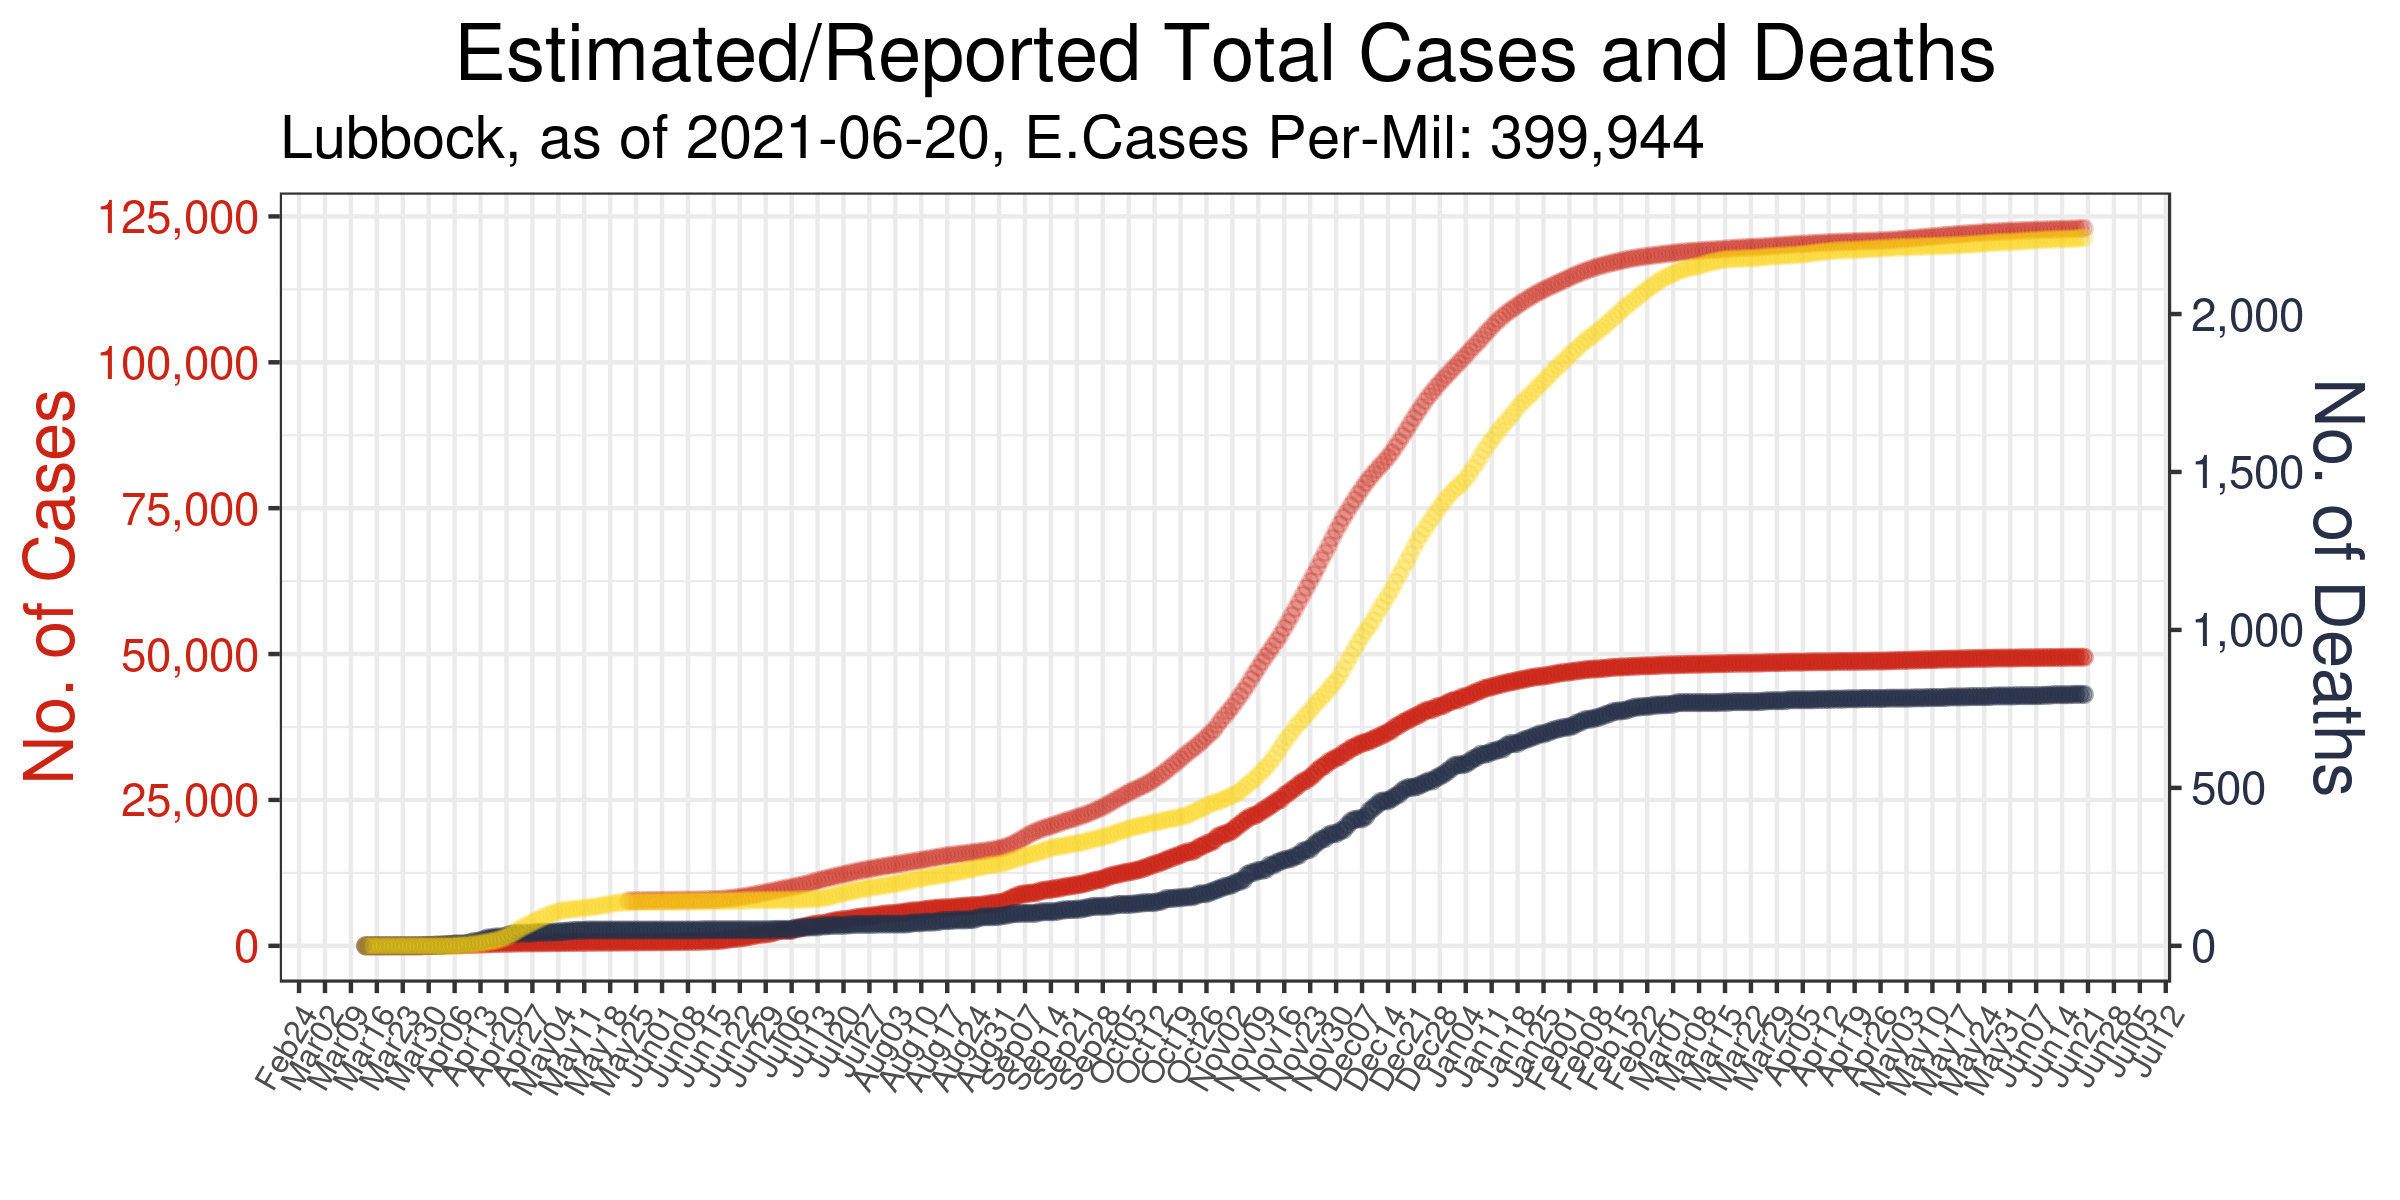 Estimated/Reported Total Cases and Deaths
Lubbock, as of 2021-06-20, E.Cases Per-Mil: 399,944
No. of Cases
125,000
100,000
75,000
50,000
25,000
0
2,000
1,500
1,000
500
0
No. of Deaths
Feb24
Mar02
Mar09
Mar16
Mar23
Mar30
Apr06
Apr13
Apr20
Apr27
May04
May11
May18
May25
Jun01
Jun08
Jun15
Jun22
Jun29
Jul06
Jul13
Jul20
Jul27
Aug03
Aug10
Aug17
Aug24
Aug31
Sep07
Sep14
Sep21
Sep28
Oct05
Oct12
Oct19
Oct26
Nov02
Nov09
Nov16
Nov23
Nov30
Dec07
Dec14
Dec21
Dec28
Jan04
Jan11
Jan18
Jan25
Feb01
Feb08
Feb15
Feb22
Mar01
Mar08
Mar15
Mar22
Mar29
Apr05
Apr12
Apr19
Apr26
May03
May10
May17
May24
May31
Jun07
Jun14
Jun21
Jun28
Jul05
Jul12